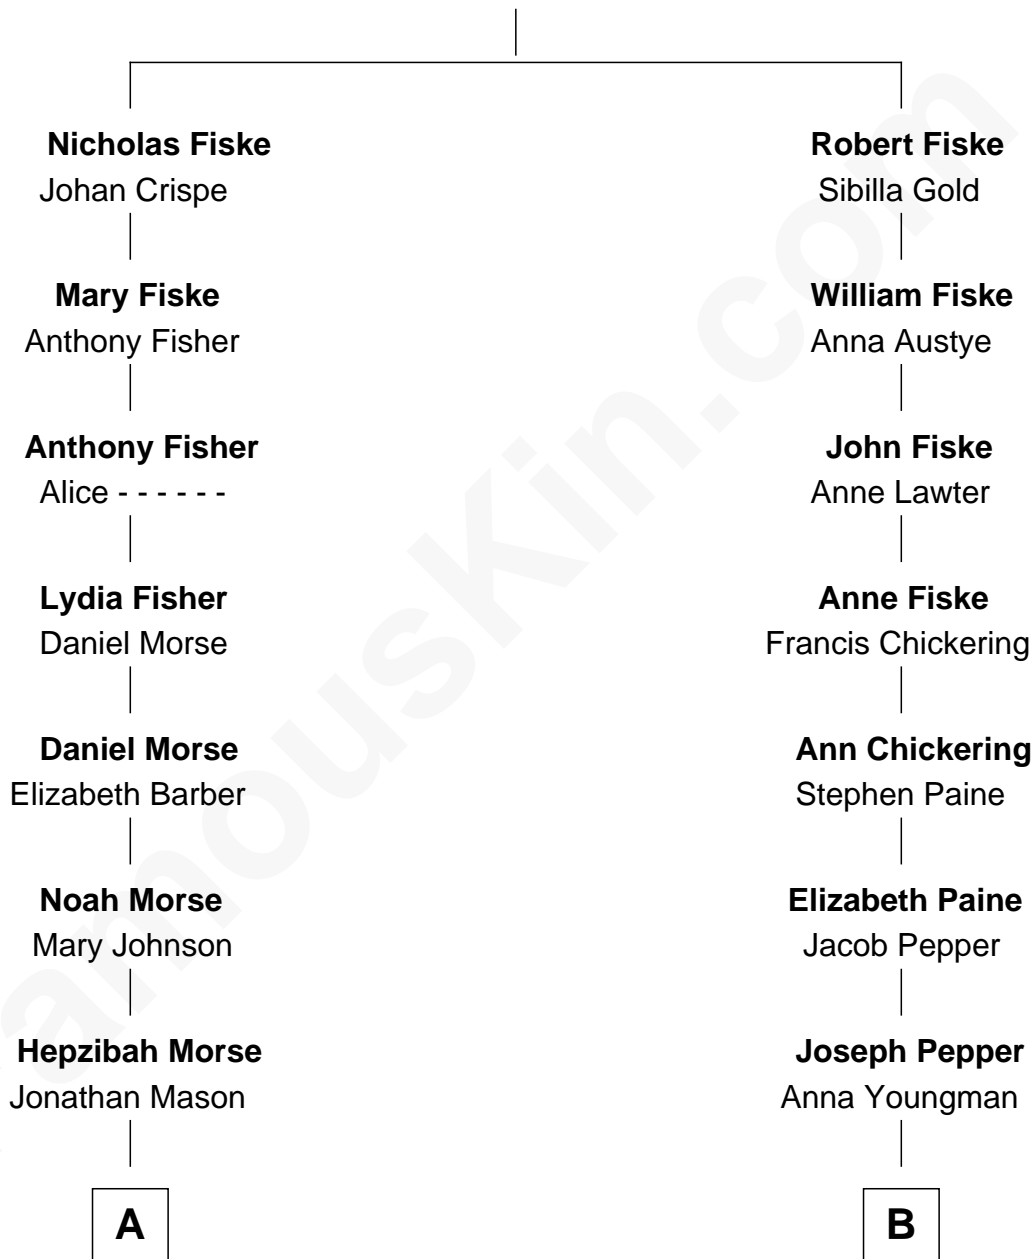 Nicholas Fiske
Johan Crispe
Mary Fiske
Anthony Fisher
Anthony Fisher
Alice - - - - - -
Lydia Fisher
Daniel Morse
Daniel Morse
Elizabeth Barber
Noah Morse
Mary Johnson
Hepzibah Morse
Jonathan Mason
A
Robert Fiske
Sibilla Gold
William Fiske
Anna Austye
John Fiske
Anne Lawter
Anne Fiske
Francis Chickering
Ann Chickering
Stephen Paine
Elizabeth Paine
Jacob Pepper
Joseph Pepper
Anna Youngman
B
amouskin.com